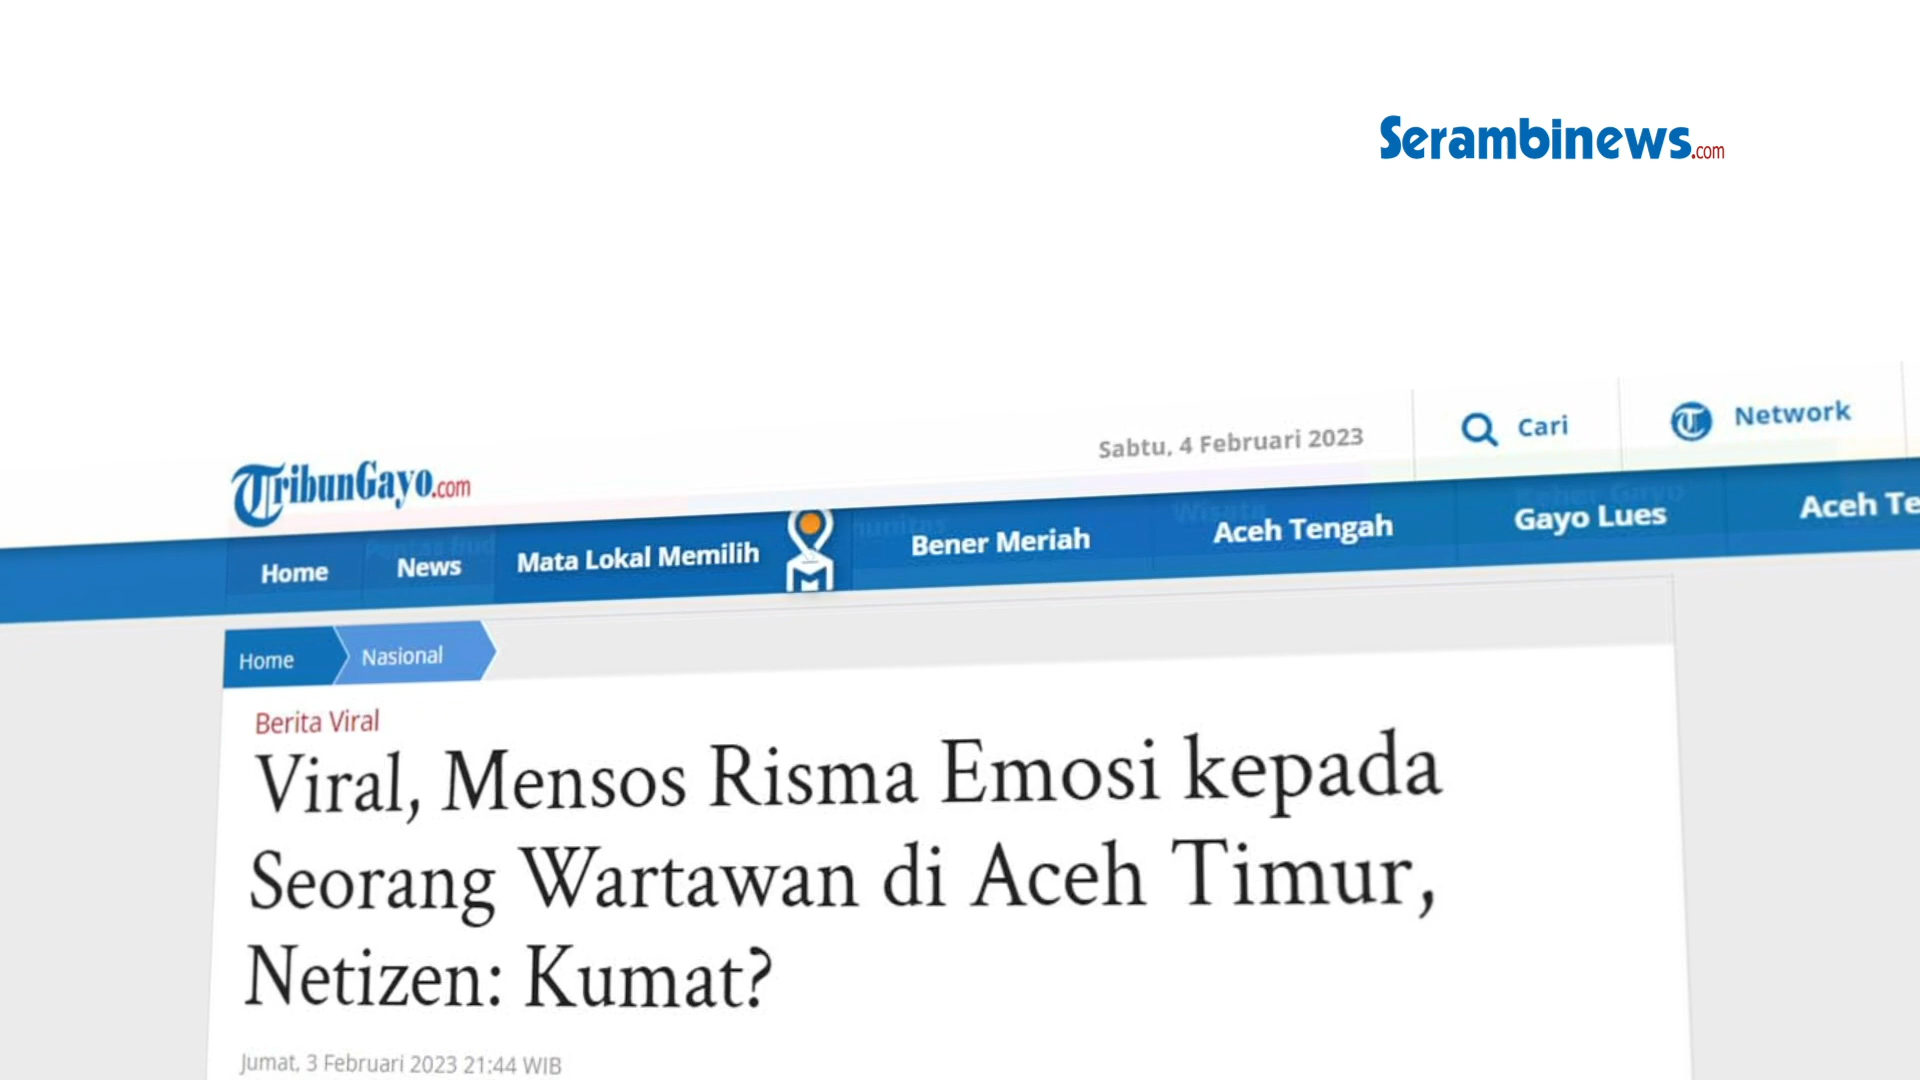 Serambinews.com
Sabtu, 4 Februari 2023
Cari
Network
TribunGayo.com
Home
News
Mata Lokal Memilih
Bener Meriah
Aceh Tengah
Gayo Lues
Aceh Te
Home
Nasional
Berita Viral
Viral, Mensos Risma Emosi kepada
Seorang Wartawan di Aceh Timur,
Netizen: Kumat?
Jumat, 3 Februari 2023 21:44 WIB